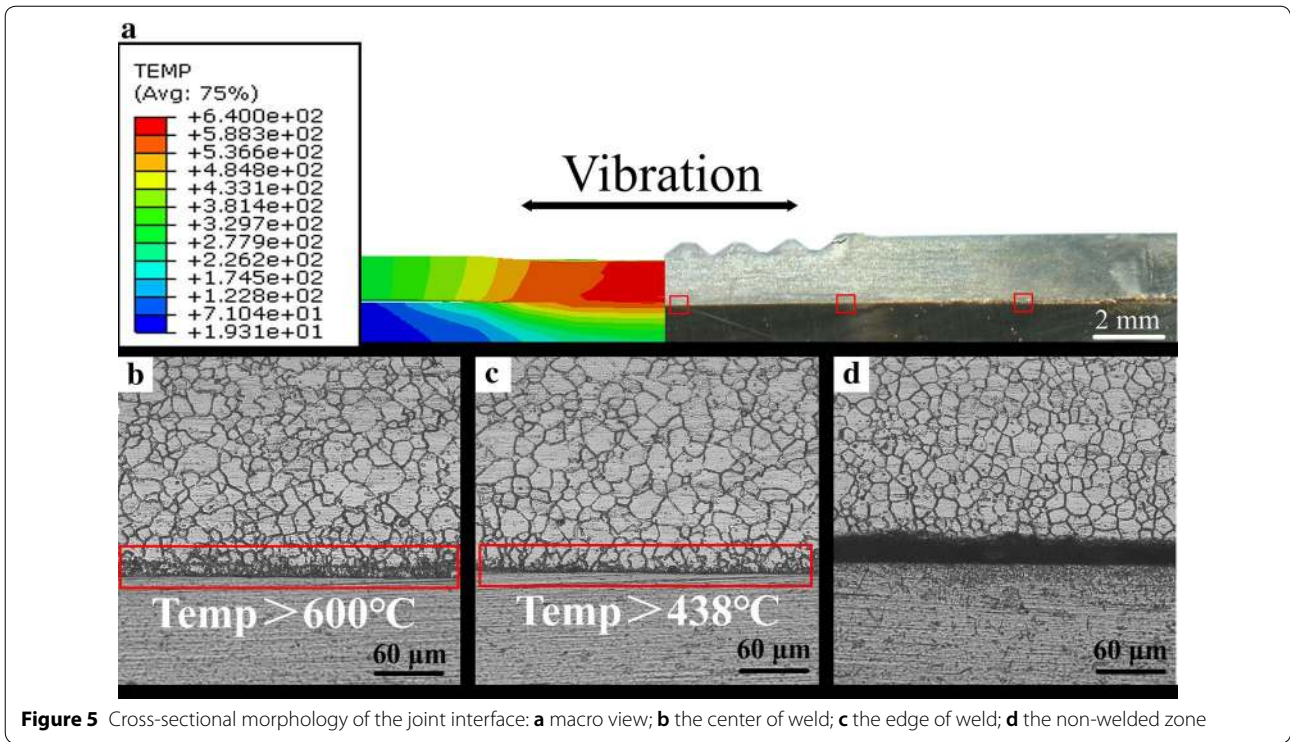 a
TEMP
(Avg: 75%)
+6.400e+02
+5.883e+02
+5.366e+02
+4.848e+02
+4.331e+02
+3.814e+02
+3.297e+02
+2.779e+02
+2.262e+02
+1.745e+02
+1.228e+02
+7.104e+01
+1.931e+01
Vibration
2 mm
b
Temp＞600°C
60 μm
c
Temp＞438°C
60 μm
d
60 μm
Figure 5 Cross-sectional morphology of the joint interface: a macro view; b the center of weld; c the edge of weld; d the non-welded zone